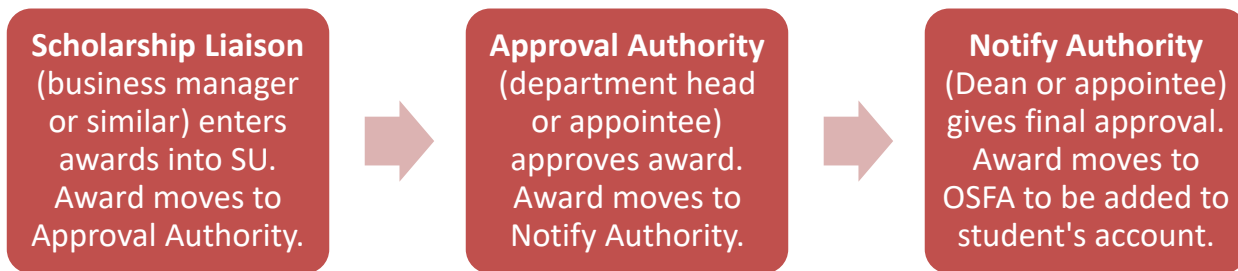 Scholarship Liaison
(business manager
or similar) enters
awards into SU.
Award moves to
Approval Authority.
Approval Authority
(department head
or appointee)
approves award.
Award moves to
Notify Authority.
Notify Authority
(Dean or appointee)
gives final approval.
Award moves to
OSFA to be added to
student's account.